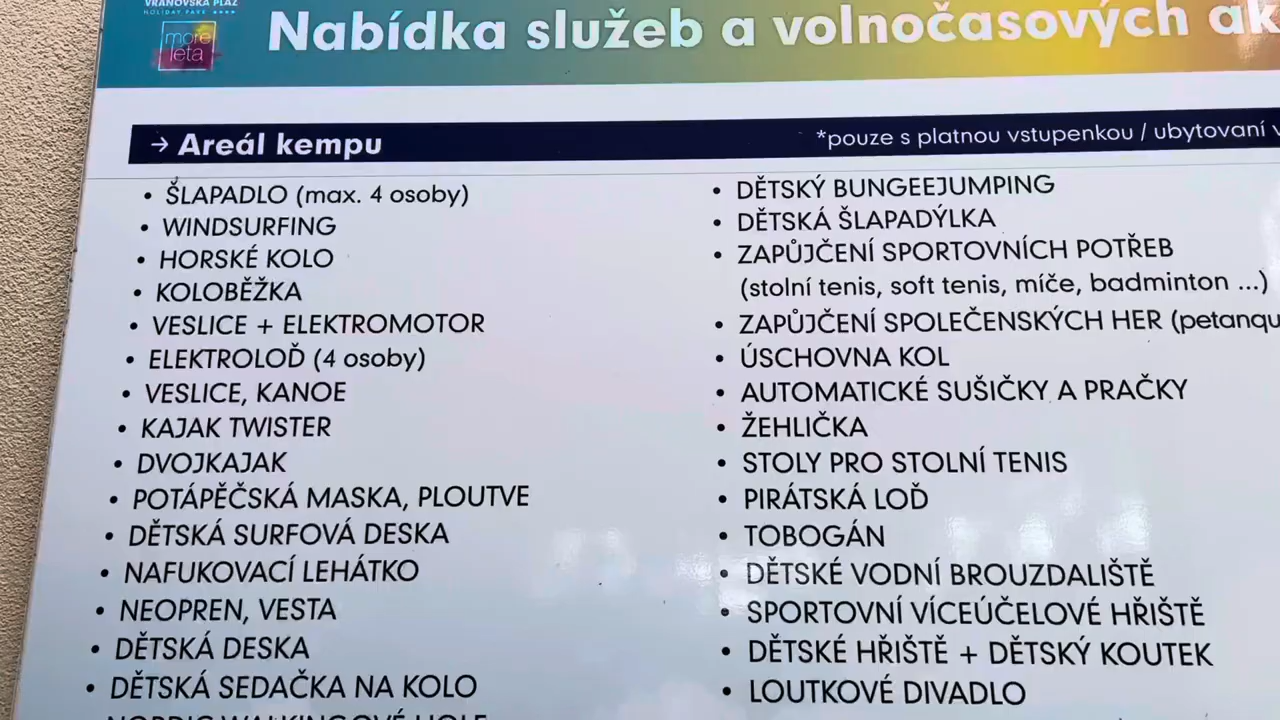 VRANOVSKÁ PLÁŽ
HOLIDAY PARK ****
more
léta
Nabídka služeb a volnočasových ak
→ Areál kempu
*pouze s platnou vstupenkou / ubytovaní v
• ŠLAPADLO (max. 4 osoby)
• WINDSURFING
• HORSKÉ KOLO
• KOLOBĚŽKA
• VESLICE + ELEKTROMOTOR
• ELEKTROLOĎ (4 osoby)
• VESLICE, KANOE
• KAJAK TWISTER
• DVOJKAJAK
• POTÁPĚČSKÁ MASKA, PLOUTVE
• DĚTSKÁ SURFOVÁ DESKA
• NAFUKOVACÍ LEHÁTKO
• NEOPREN, VESTA
• DĚTSKÁ DESKA
• DĚTSKÁ SEDAČKA NA KOLO
NORDIC WALKINGOVÉ HOLE
• DĚTSKÝ BUNGEEJUMPING
• DĚTSKÁ ŠLAPADÝLKA
• ZAPŮJČENÍ SPORTOVNÍCH POTŘEB
(stolní tenis, soft tenis, míče, badminton ...)
• ZAPŮJČENÍ SPOLEČENSKÝCH HER (petanqu
• ÚSCHOVNA KOL
• AUTOMATICKÉ SUŠIČKY A PRAČKY
• ŽEHLIČKA
• STOLY PRO STOLNÍ TENIS
• PIRÁTSKÁ LOĎ
• TOBOGÁN
• DĚTSKÉ VODNÍ BROUZDALIŠTĚ
• SPORTOVNÍ VÍCEÚČELOVÉ HŘIŠTĚ
• DĚTSKÉ HŘIŠTĚ + DĚTSKÝ KOUTEK
• LOUTKOVÉ DIVADLO